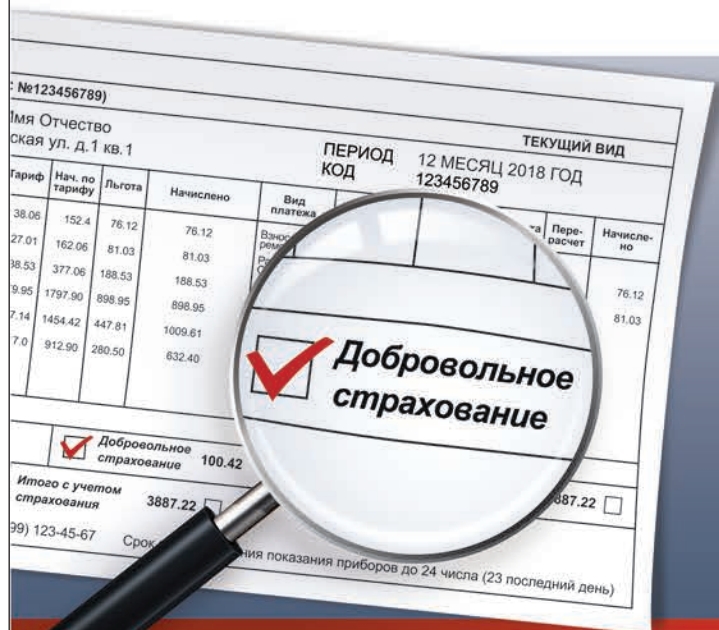 : №123456789)
Имя Отчество
ская ул. д.1 кв.1
ТЕКУЩИЙ ВИД
ПЕРИОД 12 МЕСЯЦ 2018 ГОД
КОД 123456789
Тариф Нач. по тарифу Льгота Начислено Вид платежа Пере-расчет Начисле-но
38.06 152.4 76.12 76.12 76.12
27.01 162.06 81.03 81.03 81.03
38.53 377.06 188.53 188.53
9.95 1797.90 898.95 898.95
7.14 1454.42 447.81 1009.61
7.0 912.90 280.50 632.40
Добровольное
страхование
Добровольное
страхование 100.42
Итого с учетом
страхования 3887.22 887.22
99) 123-45-67 Срок ния показания приборов до 24 числа (23 последний день)